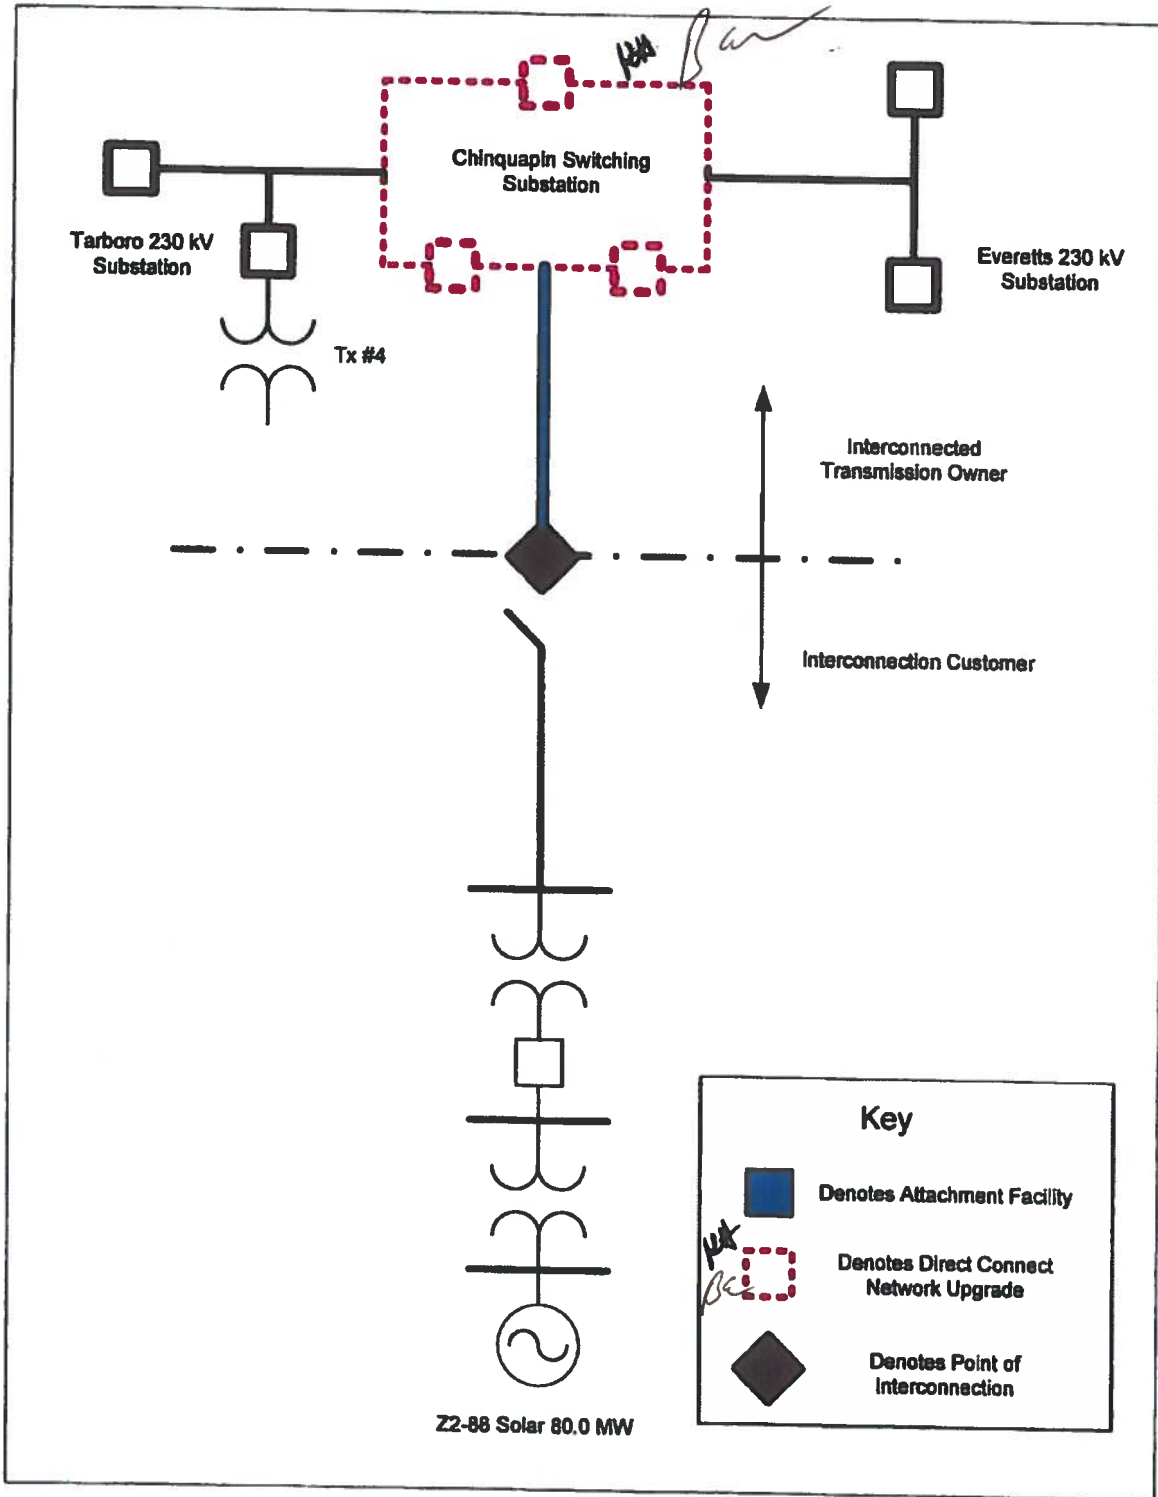 Chinquapin Switching
Substation
Tarboro 230 kV
Substation
Everetts 230 kV
Substation
Tx #4
Interconnected
Transmission Owner
Interconnection Customer
Key
Denotes Attachment Facility
Denotes Direct Connect
Network Upgrade
Denotes Point of
Interconnection
Z2-88 Solar 80.0 MW